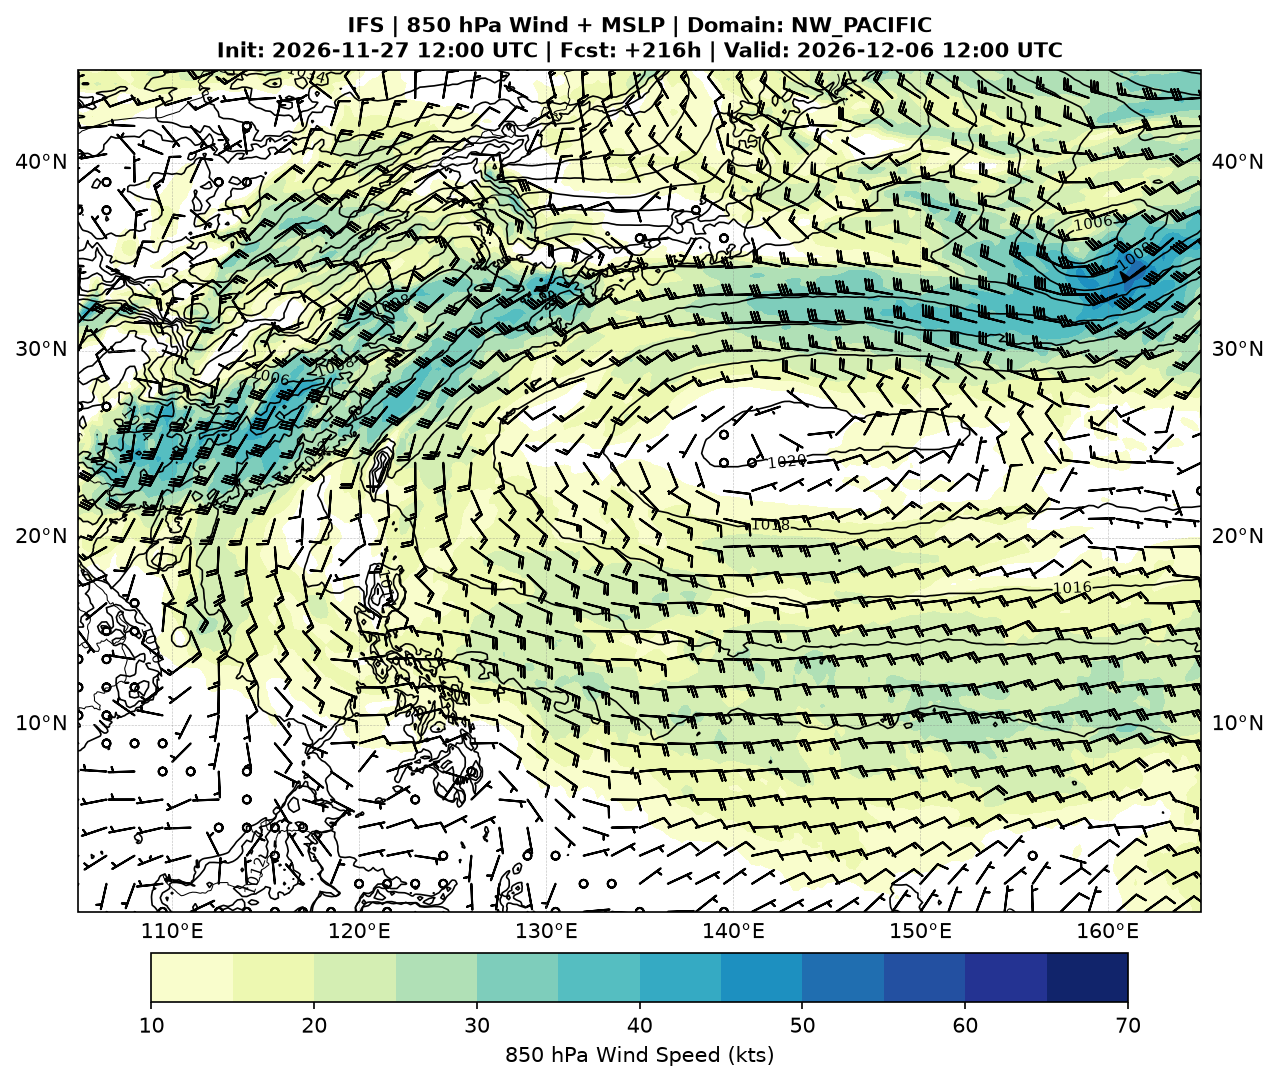 IFS | 850 hPa Wind + MSLP | Domain: NW_PACIFIC
Init: 2026-11-27 12:00 UTC | Fcst: +216h | Valid: 2026-12-06 12:00 UTC
40°N 40°N
1006
1000
1008
30°N 30°N
1006
1020
1018
20°N 20°N
1016
10°N 10°N
110°E 120°E 130°E 140°E 150°E 160°E
10 20 30 40 50 60 70
850 hPa Wind Speed (kts)